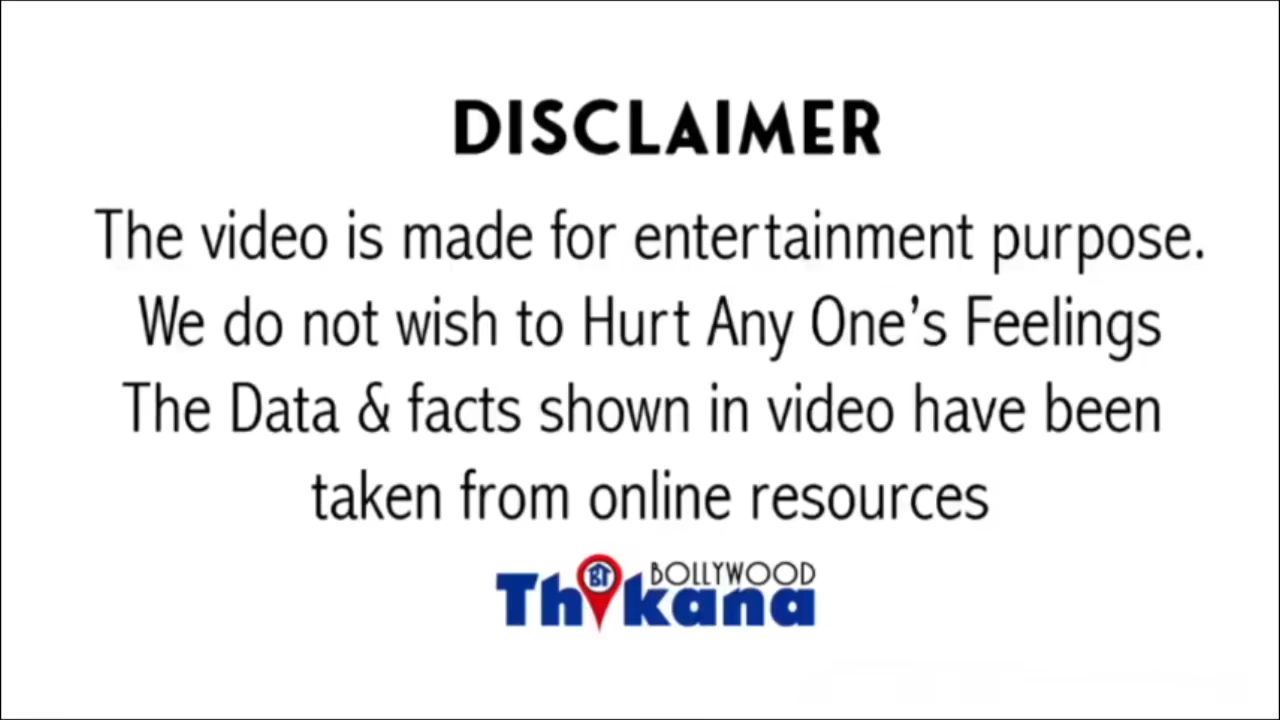 DISCLAIMER
The video is made for entertainment purpose.
We do not wish to Hurt Any One’s Feelings
The Data & facts shown in video have been
taken from online resources
BT
BOLLYWOOD
Thikana